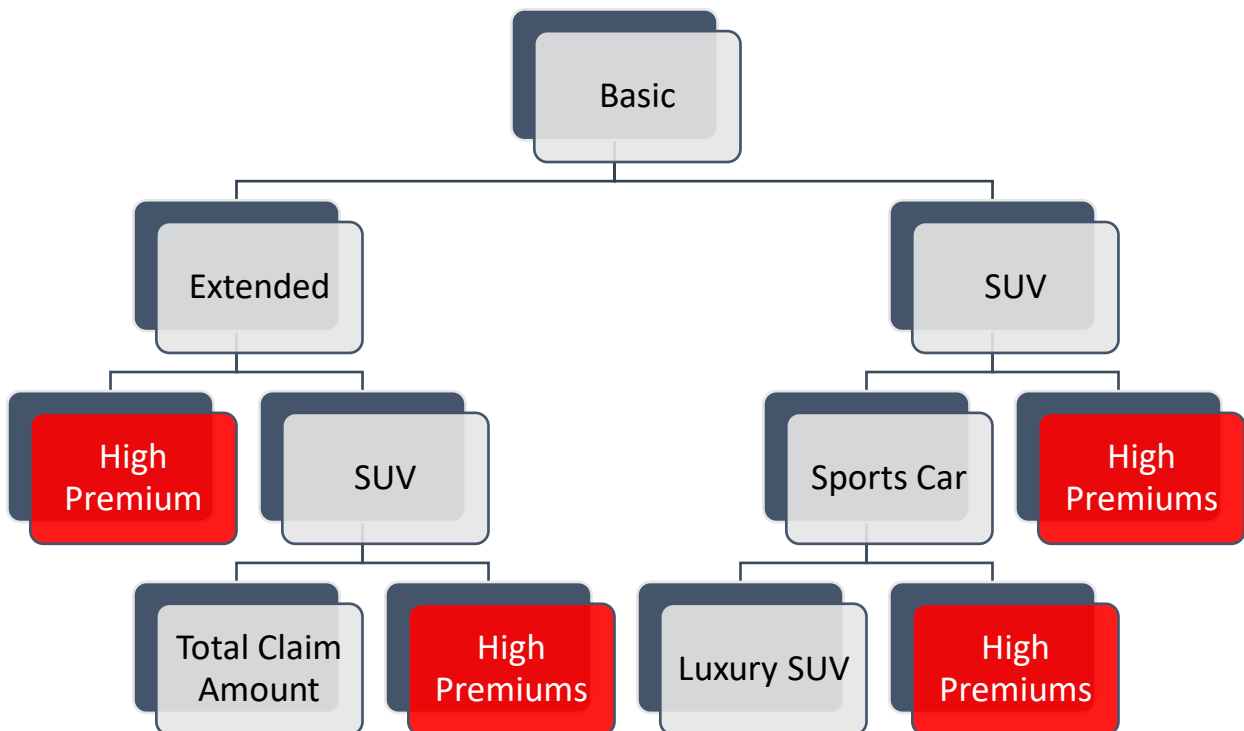 Basic
Extended
SUV
High
Premium
SUV
Sports Car
High
Premiums
Total Claim
Amount
High
Premiums
Luxury SUV
High
Premiums